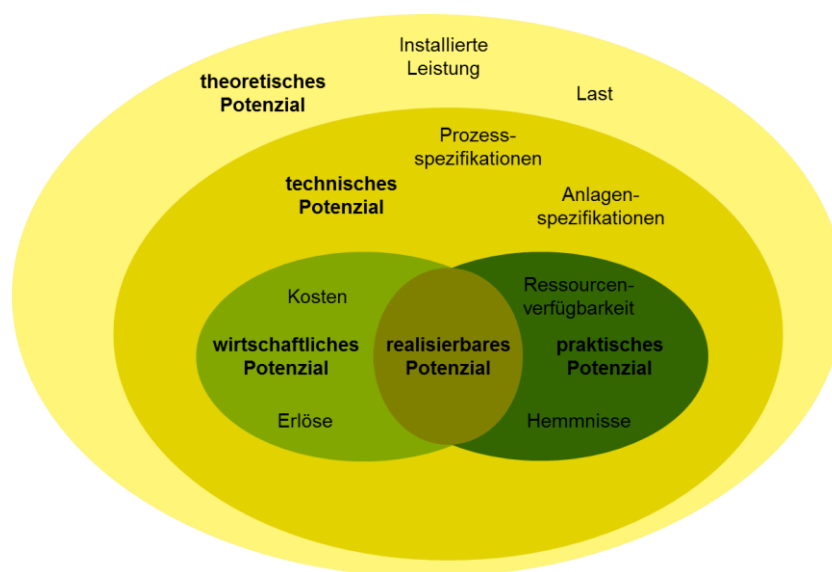 Installierte
Leistung
theoretisches
Potenzial
Last
Prozess-
spezifikationen
technisches
Potenzial
Anlagen-
spezifikationen
Kosten
Ressourcen-
verfügbarkeit
wirtschaftliches
Potenzial
realisierbares
Potenzial
praktisches
Potenzial
Erlöse
Hemmnisse